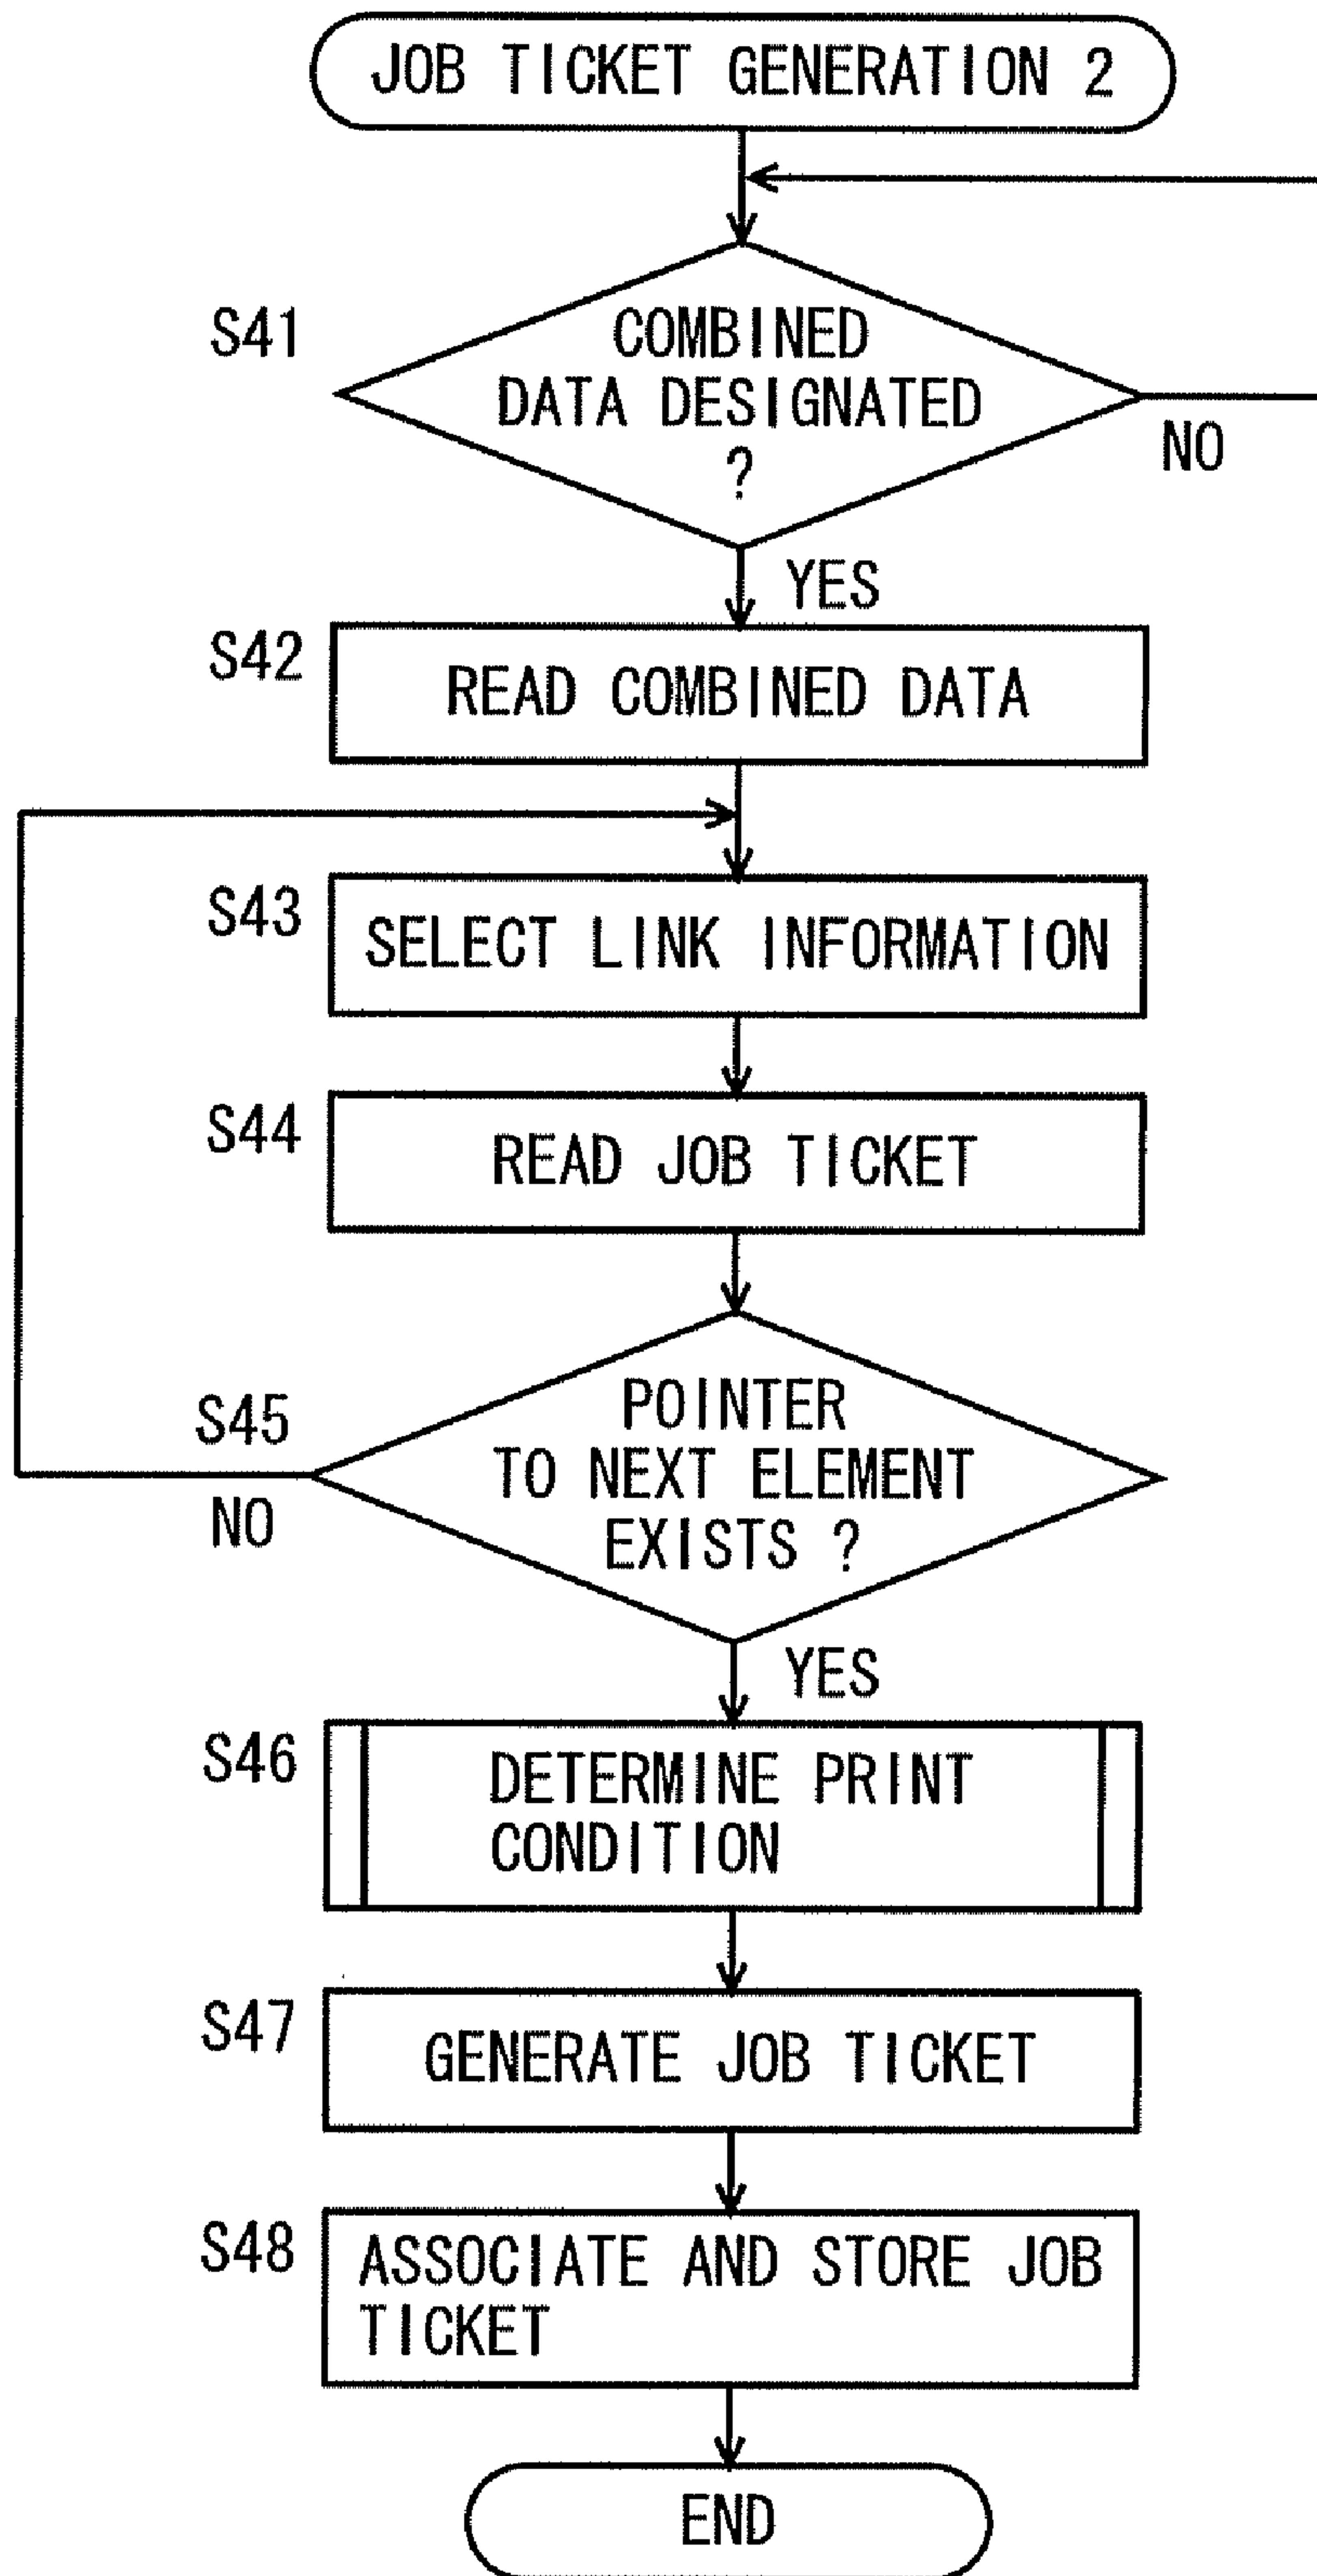 JOB TICKET GENERATION 2
S41
COMBINED
DATA DESIGNATED
?
NO
YES
S42
READ COMBINED DATA
S43
SELECT LINK INFORMATION
S44
READ JOB TICKET
S45
POINTER
TO NEXT ELEMENT
EXISTS ?
NO
YES
S46
DETERMINE PRINT
CONDITION
S47
GENERATE JOB TICKET
S48
ASSOCIATE AND STORE JOB
TICKET
END